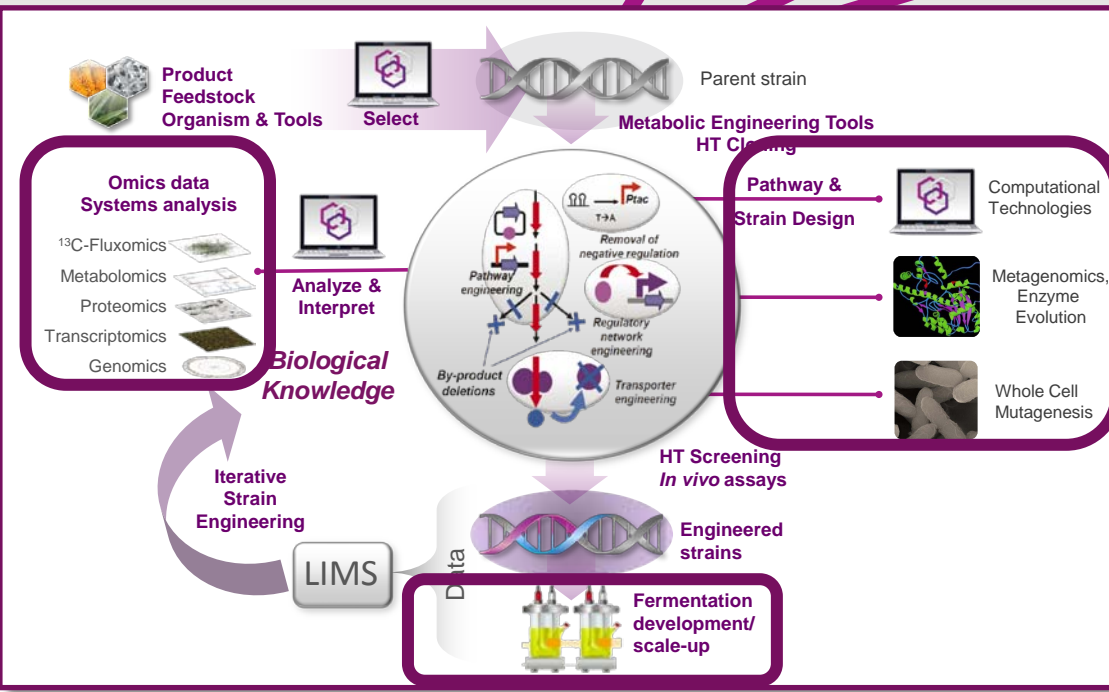 Product
Feedstock
Organism & Tools
Select
Parent strain
Metabolic Engineering Tools
HT Cloning
Omics data
Systems analysis
¹³C-Fluxomics
Metabolomics
Proteomics
Transcriptomics
Genomics
Analyze &
Interpret
Biological
Knowledge
Ptac
T→A
Removal of
negative regulation
Pathway
engineering
Regulatory
network
engineering
By-product
deletions
Transporter
engineering
Pathway &
Strain Design
Computational
Technologies
Metagenomics,
Enzyme
Evolution
Whole Cell
Mutagenesis
HT Screening
In vivo assays
Iterative
Strain
Engineering
LIMS
Data
Engineered
strains
Fermentation
development/
scale-up